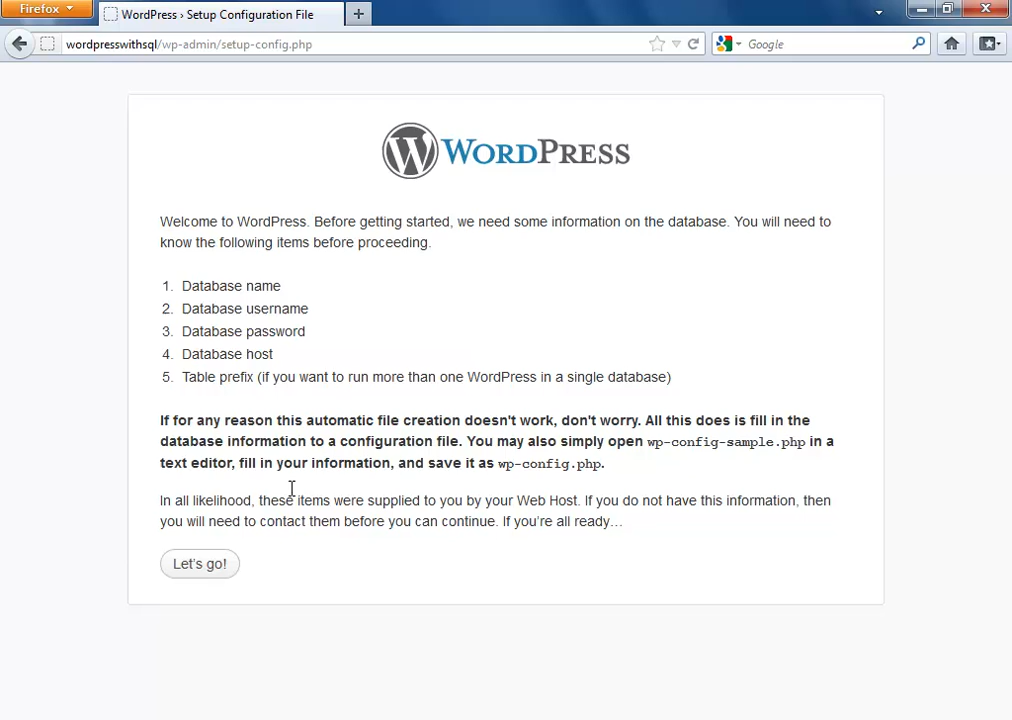 Firefox
WordPress › Setup Configuration File
wordpresswithsql/wp-admin/setup-config.php
Google
WORDPRESS
Welcome to WordPress. Before getting started, we need some information on the database. You will need to
know the following items before proceeding.
1. Database name
2. Database username
3. Database password
4. Database host
5. Table prefix (if you want to run more than one WordPress in a single database)
If for any reason this automatic file creation doesn't work, don't worry. All this does is fill in the
database information to a configuration file. You may also simply open wp-config-sample.php in a
text editor, fill in your information, and save it as wp-config.php.
In all likelihood, these items were supplied to you by your Web Host. If you do not have this information, then
you will need to contact them before you can continue. If you’re all ready…
Let’s go!